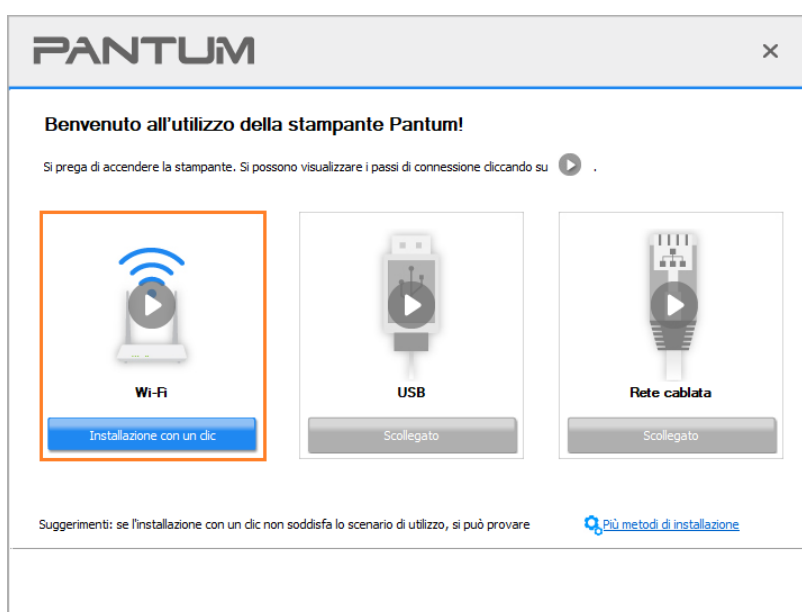 PANTUM
Benvenuto all'utilizzo della stampante Pantum!
Si prega di accendere la stampante. Si possono visualizzare i passi di connessione cliccando su .
Wi-Fi
USB
Rete cablata
Installazione con un clic
Scollegato
Scollegato
Suggerimenti: se l'installazione con un clic non soddisfa lo scenario di utilizzo, si può provare Più metodi di installazione